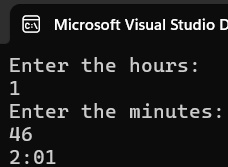 Microsoft Visual Studio D
Enter the hours:
1
Enter the minutes:
46
2:01